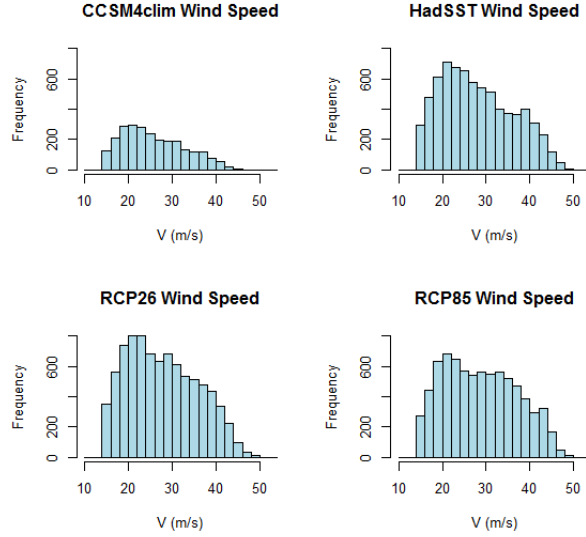 CCSM4clim Wind Speed
Frequency
0 200 600
10 20 30 40 50
V (m/s)
HadSST Wind Speed
Frequency
0 200 600
10 20 30 40 50
V (m/s)
RCP26 Wind Speed
Frequency
0 200 600
10 20 30 40 50
V (m/s)
RCP85 Wind Speed
Frequency
0 200 600
10 20 30 40 50
V (m/s)